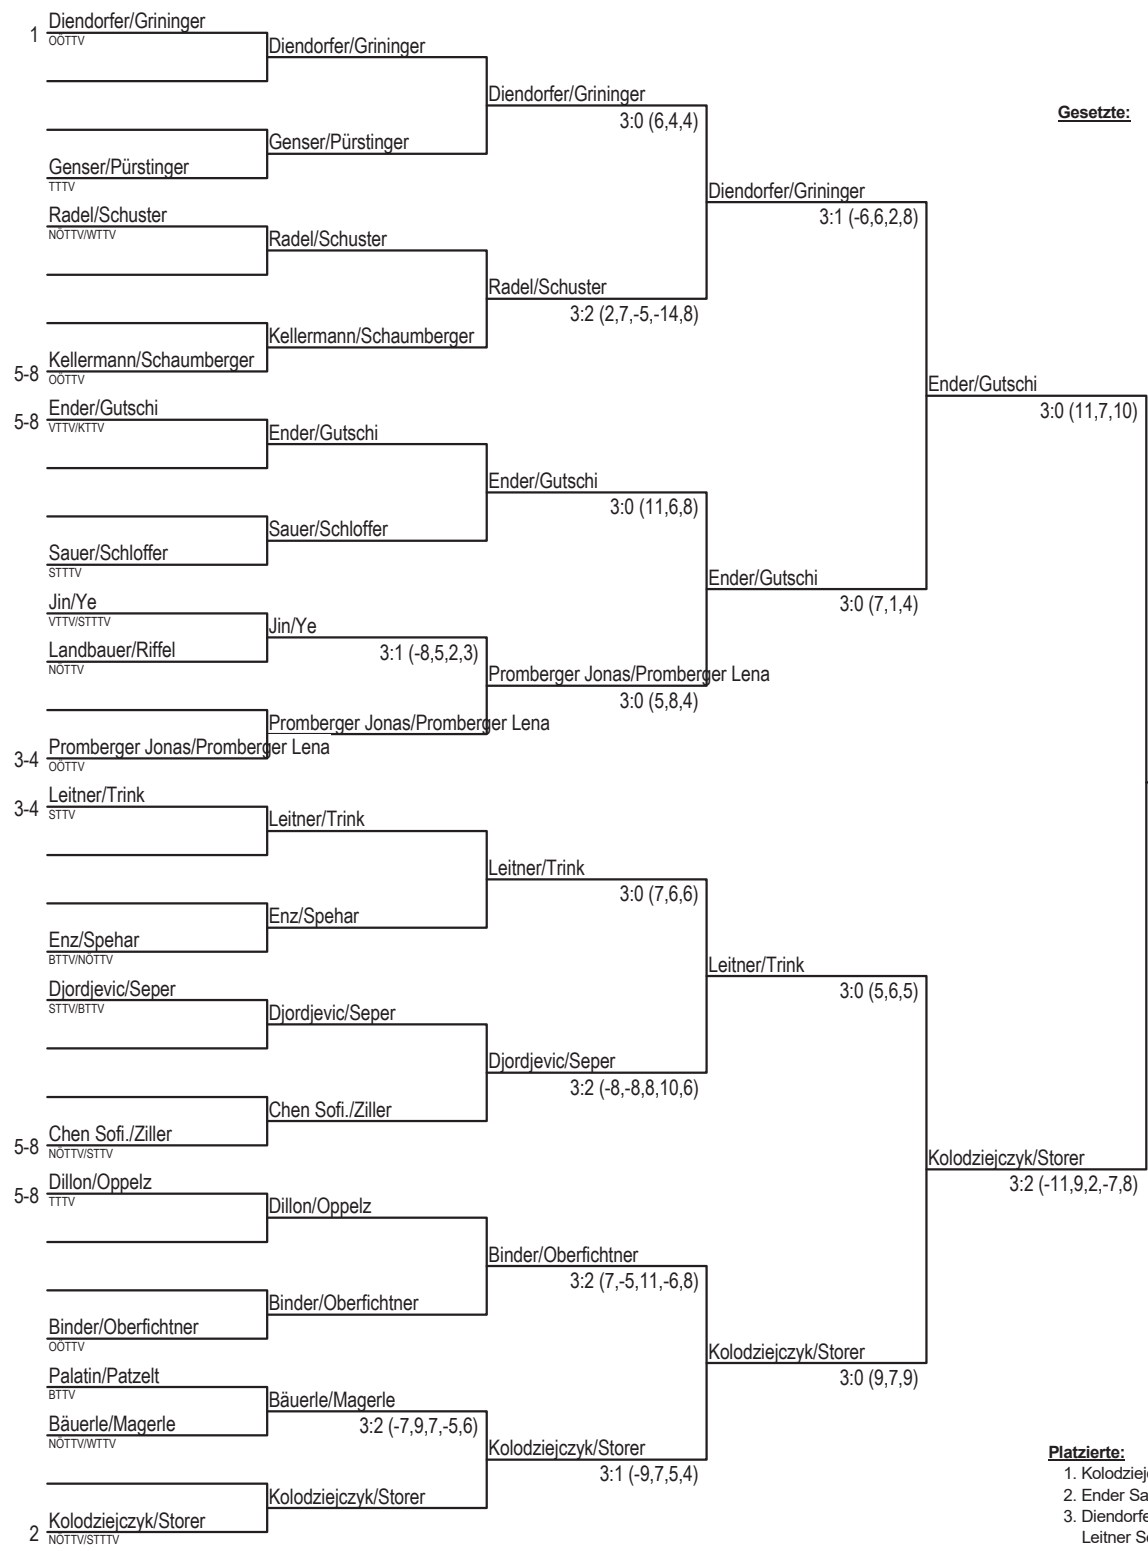 1 Diendorfer/Grininger
OÖTTV
Genser/Pürstinger
TTTV
Radel/Schuster
NÖTTV/WTTV
5-8 Kellermann/Schaumberger
OÖTTV
5-8 Ender/Gutschi
VTTV/KTTV
Sauer/Schloffer
STTTV
Jin/Ye
VTTV/STTTV
Landbauer/Riffel
NÖTTV
3-4 Promberger Jonas/Promberger Lena
OÖTTV
3-4 Leitner/Trink
STTV
Enz/Spehar
BTTV/NÖTTV
Djordjevic/Seper
STTV/BTTV
5-8 Chen Sofi./Ziller
NÖTTV/STTV
5-8 Dillon/Oppelz
TTTV
Binder/Oberfichtner
OÖTTV
Palatin/Patzelt
BTTV
Bäuerle/Magerle
NÖTTV/WTTV
2 Kolodziejczyk/Storer
NÖTTV/STTTV
Diendorfer/Grininger
Genser/Pürstinger
Radel/Schuster
Kellermann/Schaumberger
Ender/Gutschi
Sauer/Schloffer
Jin/Ye
3:1 (-8,5,2,3)
Promberger Jonas/Promberger Lena
Leitner/Trink
Enz/Spehar
Djordjevic/Seper
Chen Sofi./Ziller
Dillon/Oppelz
Binder/Oberfichtner
Bäuerle/Magerle
3:2 (-7,9,7,-5,6)
Kolodziejczyk/Storer
Diendorfer/Grininger
3:0 (6,4,4)
Radel/Schuster
3:2 (2,7,-5,-14,8)
Ender/Gutschi
3:0 (11,6,8)
Promberger Jonas/Promberger Lena
3:0 (5,8,4)
Leitner/Trink
3:0 (7,6,6)
Djordjevic/Seper
3:2 (-8,-8,8,10,6)
Binder/Oberfichtner
3:2 (7,-5,11,-6,8)
Kolodziejczyk/Storer
3:1 (-9,7,5,4)
Diendorfer/Grininger
3:1 (-6,6,2,8)
Ender/Gutschi
3:0 (7,1,4)
Leitner/Trink
3:0 (5,6,5)
Kolodziejczyk/Storer
3:0 (9,7,9)
Ender/Gutschi
3:0 (11,7,10)
Kolodziejczyk/Storer
3:2 (-11,9,2,-7,8)
Gesetzte:
Platzierte:
1. Kolodziej
2. Ender Sa
3. Diendorfe
Leitner S